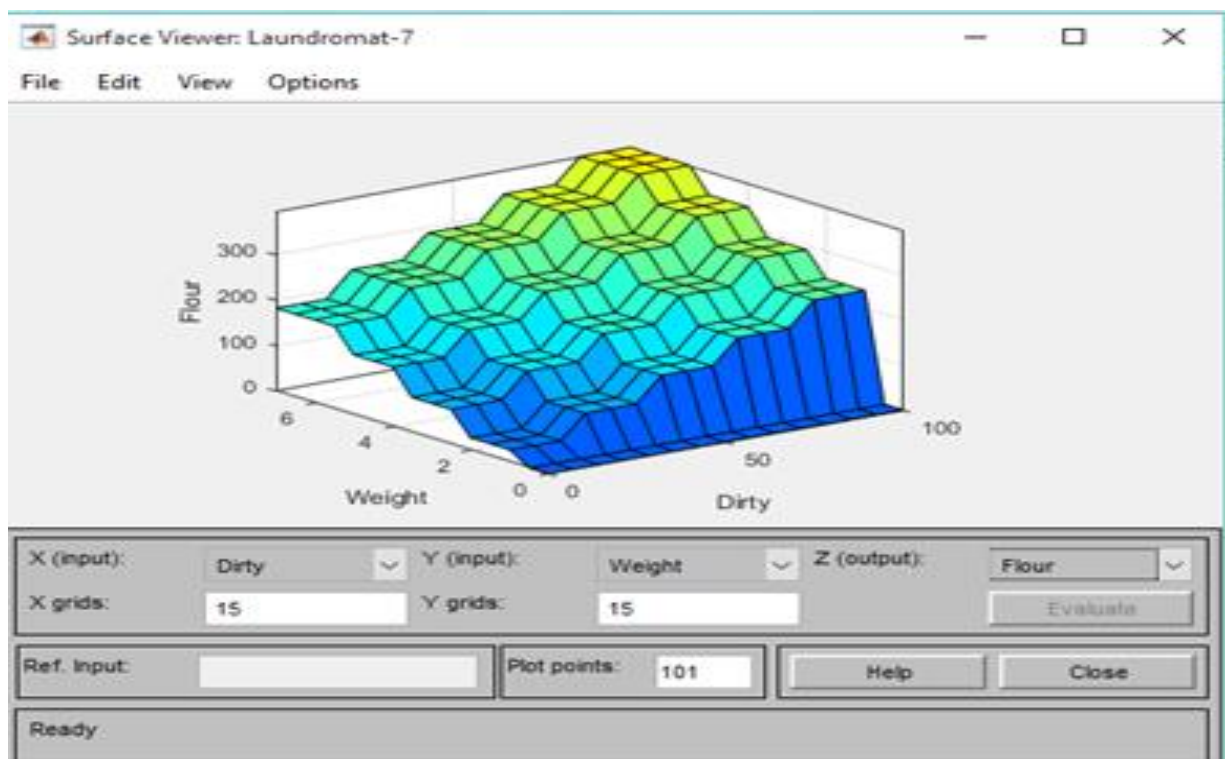 Surface Viewer: Laundromat-7
File Edit View Options
300
200
100
0
Flour
6
4
2
0
Weight
0
50
100
Dirty
X (input): Dirty Y (input): Weight Z (output): Flour
X grids: 15 Y grids: 15 Evaluate
Ref. Input: Plot points: 101 Help Close
Ready